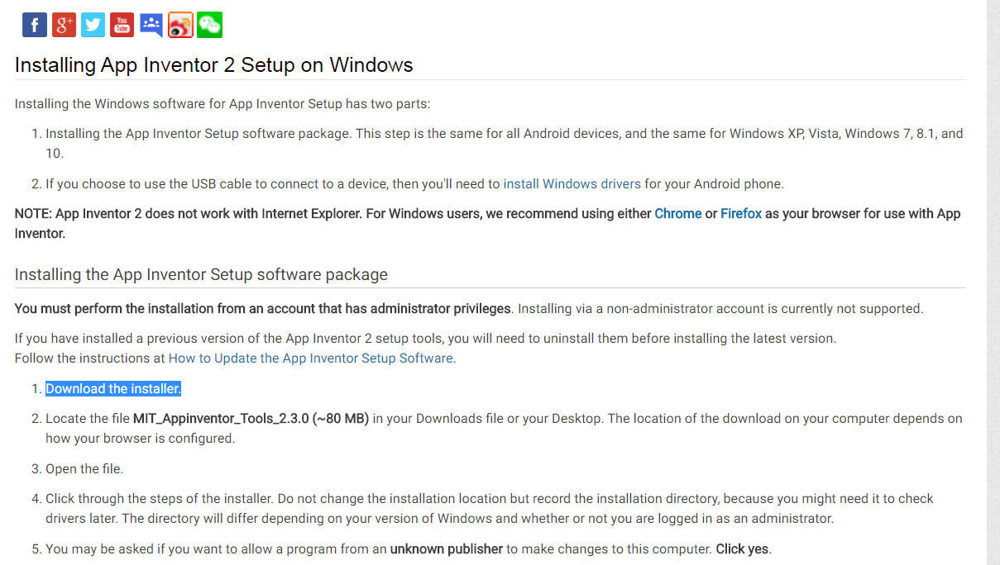 f g+ You Tube
Installing App Inventor 2 Setup on Windows
Installing the Windows software for App Inventor Setup has two parts:
1. Installing the App Inventor Setup software package. This step is the same for all Android devices, and the same for Windows XP, Vista, Windows 7, 8.1, and
10.
2. If you choose to use the USB cable to connect to a device, then you'll need to install Windows drivers for your Android phone.
NOTE: App Inventor 2 does not work with Internet Explorer. For Windows users, we recommend using either Chrome or Firefox as your browser for use with App
Inventor.
Installing the App Inventor Setup software package
You must perform the installation from an account that has administrator privileges. Installing via a non-administrator account is currently not supported.
If you have installed a previous version of the App Inventor 2 setup tools, you will need to uninstall them before installing the latest version.
Follow the instructions at How to Update the App Inventor Setup Software.
1. Download the installer.
2. Locate the file MIT_Appinventor_Tools_2.3.0 (~80 MB) in your Downloads file or your Desktop. The location of the download on your computer depends on
how your browser is configured.
3. Open the file.
4. Click through the steps of the installer. Do not change the installation location but record the installation directory, because you might need it to check
drivers later. The directory will differ depending on your version of Windows and whether or not you are logged in as an administrator.
5. You may be asked if you want to allow a program from an unknown publisher to make changes to this computer. Click yes.